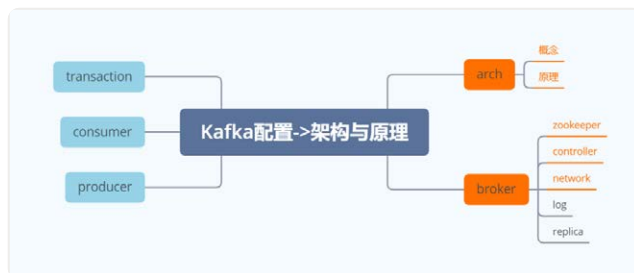 transaction
consumer
producer
Kafka配置->架构与原理
arch
概念
原理
broker
zookeeper
controller
network
log
replica